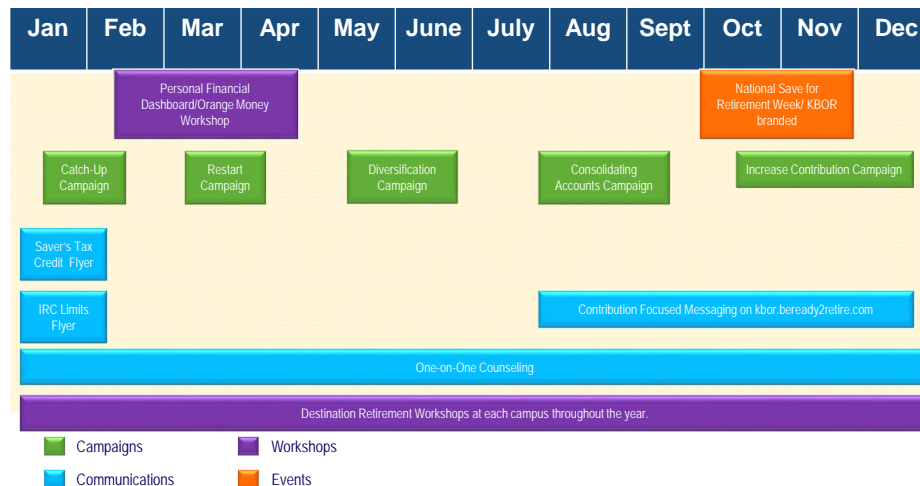 Jan Feb Mar Apr May June July Aug Sept Oct Nov Dec
Personal Financial
Dashboard/Orange Money
Workshop
National Save for
Retirement Week/ KBOR
branded
Catch-Up
Campaign
Restart
Campaign
Diversification
Campaign
Consolidating
Accounts Campaign
Increase Contribution Campaign
Saver's Tax
Credit Flyer
IRC Limits
Flyer
Contribution Focused Messaging on kbor.beready2retire.com
One-on-One Counseling
Destination Retirement Workshops at each campus throughout the year.
Campaigns
Workshops
Communications
Events